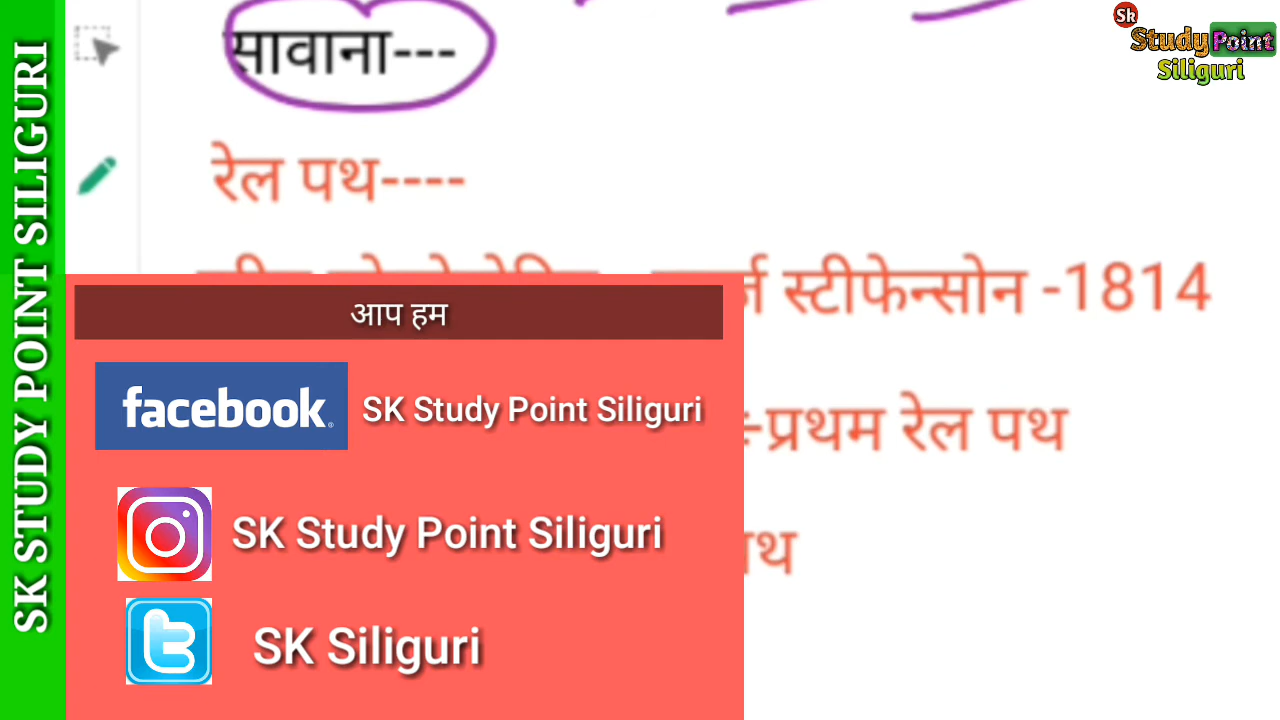 SK STUDY POINT SILIGURI
Sk
Study Point
Siliguri
सावाना---
रेल पथ----
स्टीफेन्सोन -1814
-प्रथम रेल पथ
आप हम
facebook
SK Study Point Siliguri
SK Study Point Siliguri
SK Siliguri